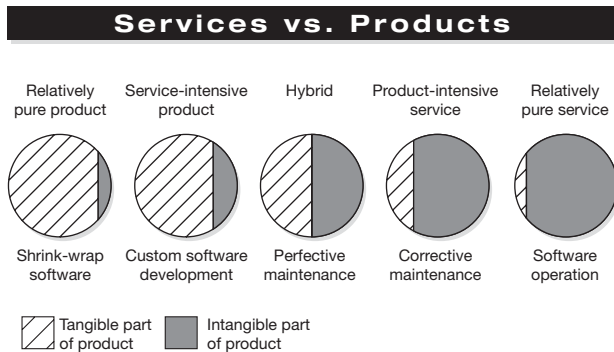 Services vs. Products
Relatively
pure product
Service-intensive
product
Hybrid
Product-intensive
service
Relatively
pure service
Shrink-wrap
software
Custom software
development
Perfective
maintenance
Corrective
maintenance
Software
operation
Tangible part
of product
Intangible part
of product